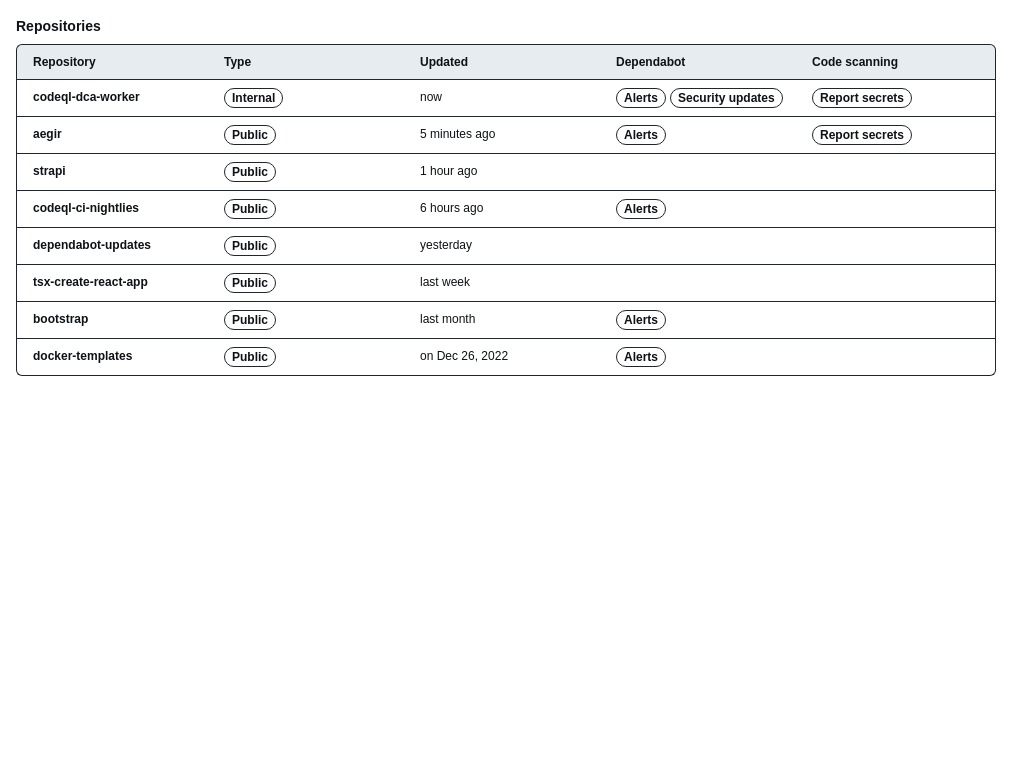 Repositories
Repository Type Updated Dependabot Code scanning
codeql-dca-worker Internal now Alerts Security updates Report secrets
aegir Public 5 minutes ago Alerts Report secrets
strapi Public 1 hour ago
codeql-ci-nightlies Public 6 hours ago Alerts
dependabot-updates Public yesterday
tsx-create-react-app Public last week
bootstrap Public last month Alerts
docker-templates Public on Dec 26, 2022 Alerts